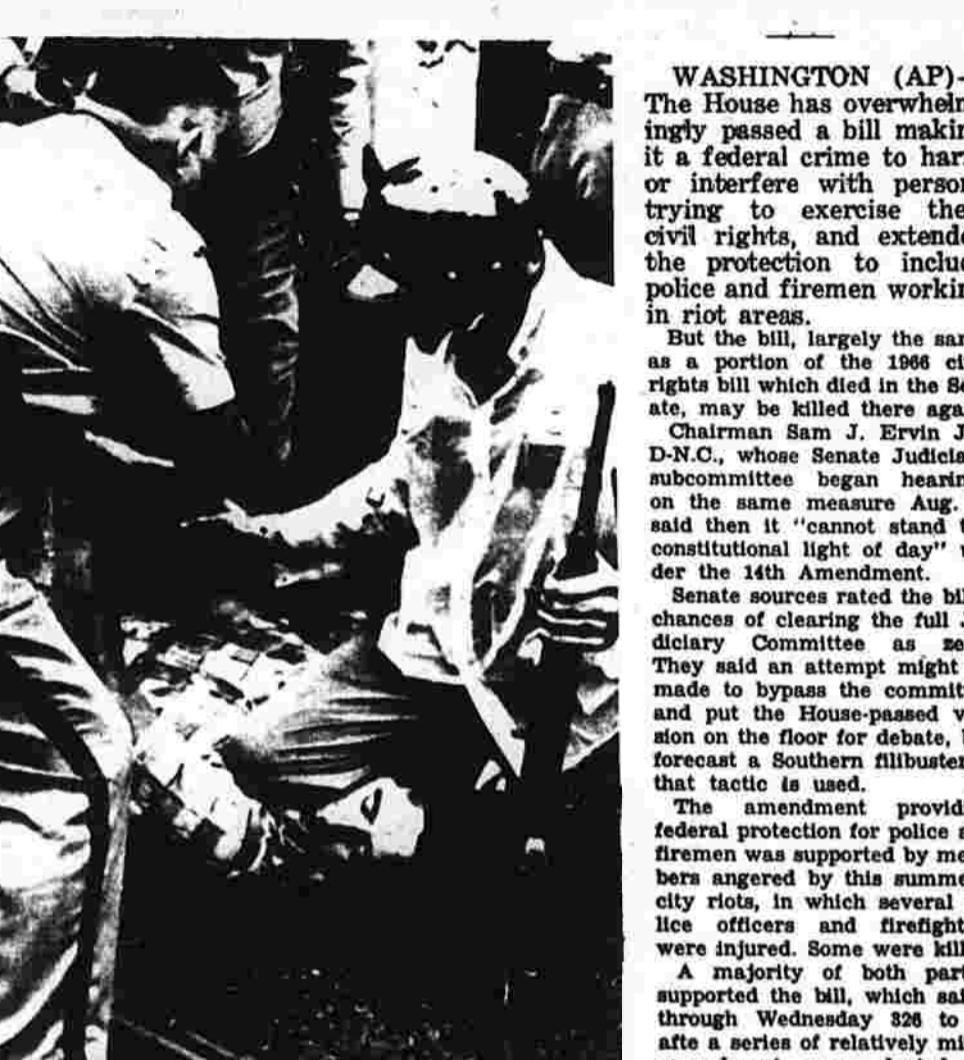 WASHINGTON (AP)-
The House has overwhelm
ingly passed a bill makin
it a federal crime to har
or interfere with person
trying to exercise the
civil rights, and extende
the protection to includ
police and firemen workin
in riot areas.
But the bill, largely the sam
as a portion of the 1966 ci
rights bill which died in the Se
ate, may be killed there aga
Chairman Sam J. Ervin J
D-N.C., whose Senate Judicia
subcommittee began hearin
on the same measure Aug.
said then it "cannot stand t
constitutional light of day" u
der the 14th Amendment.
Senate sources rated the bil
chances of clearing the full J
diciary Committee as ze
They said an attempt might
made to bypass the committ
and put the House-passed v
sion on the floor for debate, b
forecast a Southern filibuster
that tactic is used.
The amendment provid
federal protection for police a
firemen was supported by me
bers angered by this summe
city riots, in which several
lice officers and firefight
were injured. Some were kill
A majority of both part
supported the bill, which sai
through Wednesday 326 to
afte a series of relatively mi